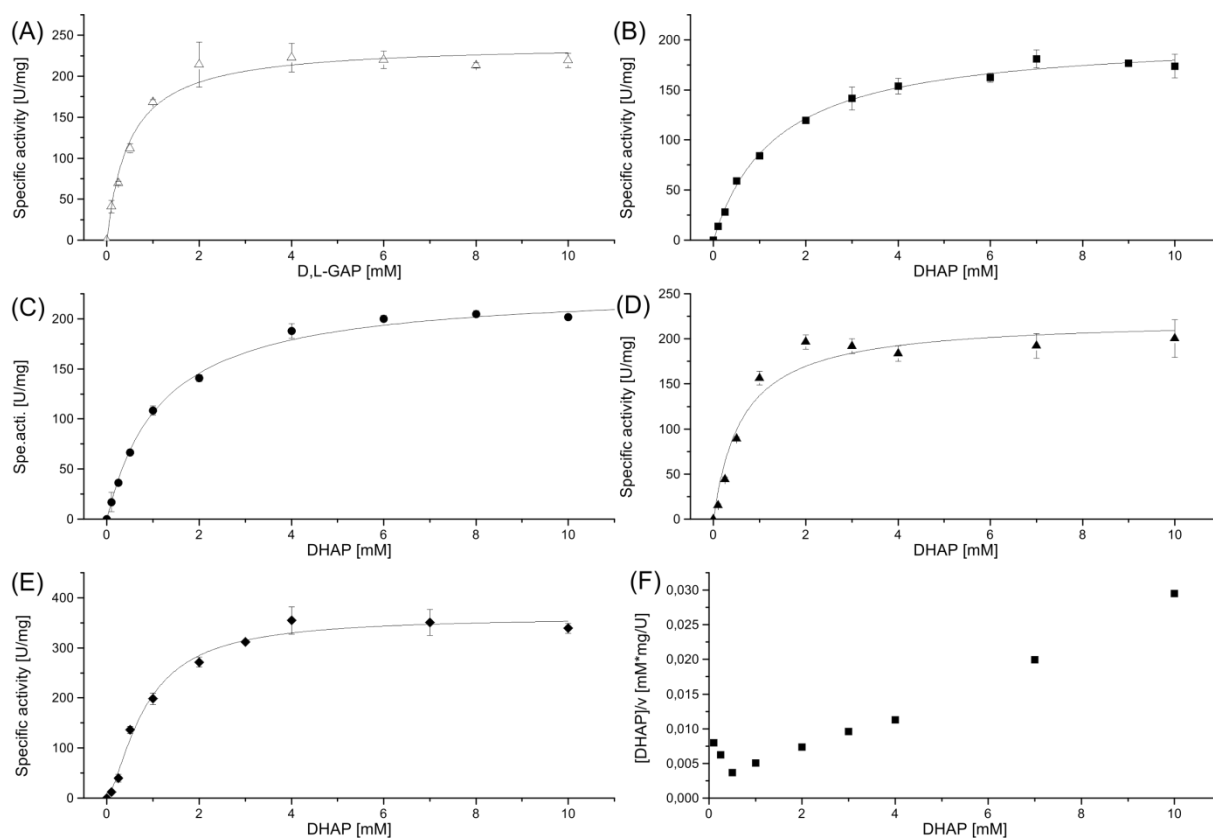 (A)
Specific activity [U/mg]
250
200
150
100
50
0
0 2 4 6 8 10
D,L-GAP [mM]
(B)
Specific activity [U/mg]
200
150
100
50
0
0 2 4 6 8 10
DHAP [mM]
(C)
Spe.acti. [U/mg]
200
150
100
50
0
0 2 4 6 8 10
DHAP [mM]
(D)
Specific activity [U/mg]
250
200
150
100
50
0
0 2 4 6 8 10
DHAP [mM]
(E)
Specific activity [U/mg]
400
300
200
100
0
0 2 4 6 8 10
DHAP [mM]
(F)
[DHAP]/v [mM*mg/U]
0,030
0,025
0,020
0,015
0,010
0,005
0,000
0 2 4 6 8 10
DHAP [mM]